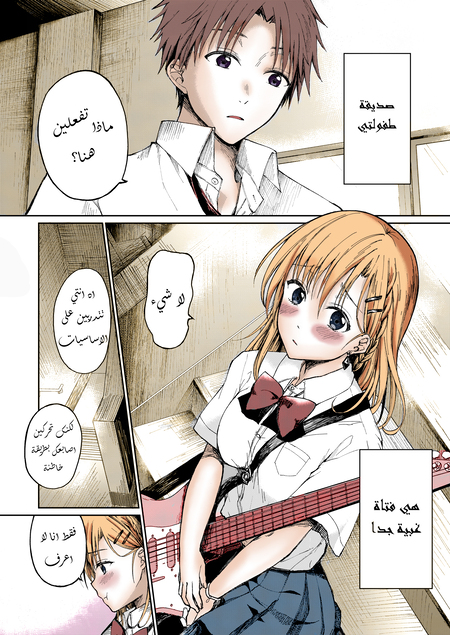 صديقة
طفولتي
ماذا تفعلين
هنا؟
لا شيء
اه انتي
تتدربين على
الاساسيات
لكنك تحركين
اصابعك بطريقة
خاطئة
هي فتاة
غبية جدا
فقط انا لا
اعرف